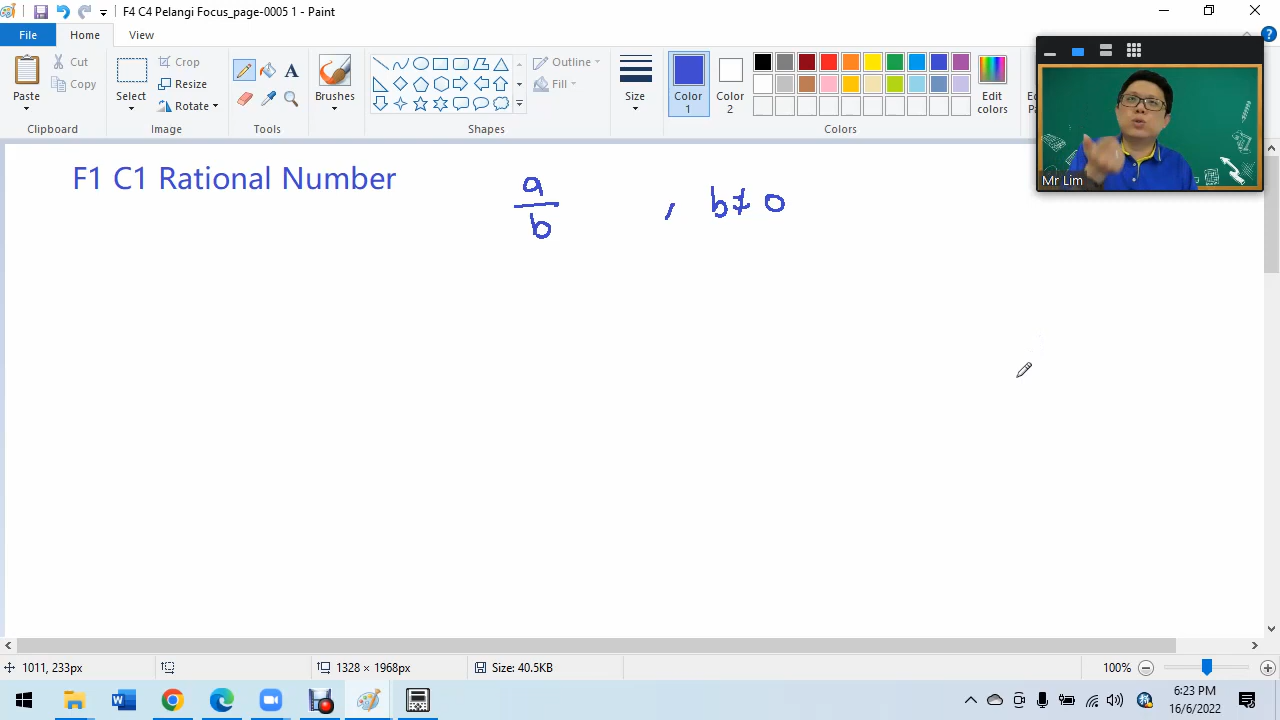 F4 C4 Pelangi Focus_page-0005 1 - Paint
File Home View
Paste
Cut
Copy
Clipboard
Select
Crop
Resize
Rotate
Image
A
Tools
Brushes
Outline
Fill
Shapes
Size
Color 1
Color 2
Edit colors
Colors
Mr Lim
F1 C1 Rational Number
a
b
, b ≠ 0
1011, 233px
1328 × 1968px
Size: 40.5KB
100%
6:23 PM
16/6/2022